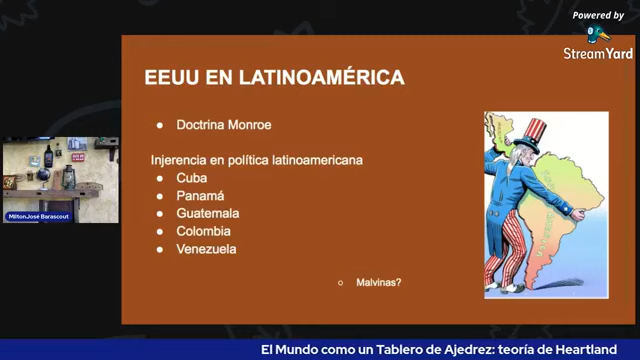 Powered by
StreamYard
EEUU EN LATINOAMÉRICA
● Doctrina Monroe
Injerencia en política latinoamericana
● Cuba
● Panamá
● Guatemala
● Colombia
● Venezuela
○ Malvinas?
MiltonJosé Barascout
El Mundo como un Tablero de Ajedrez: teoría de Heartland